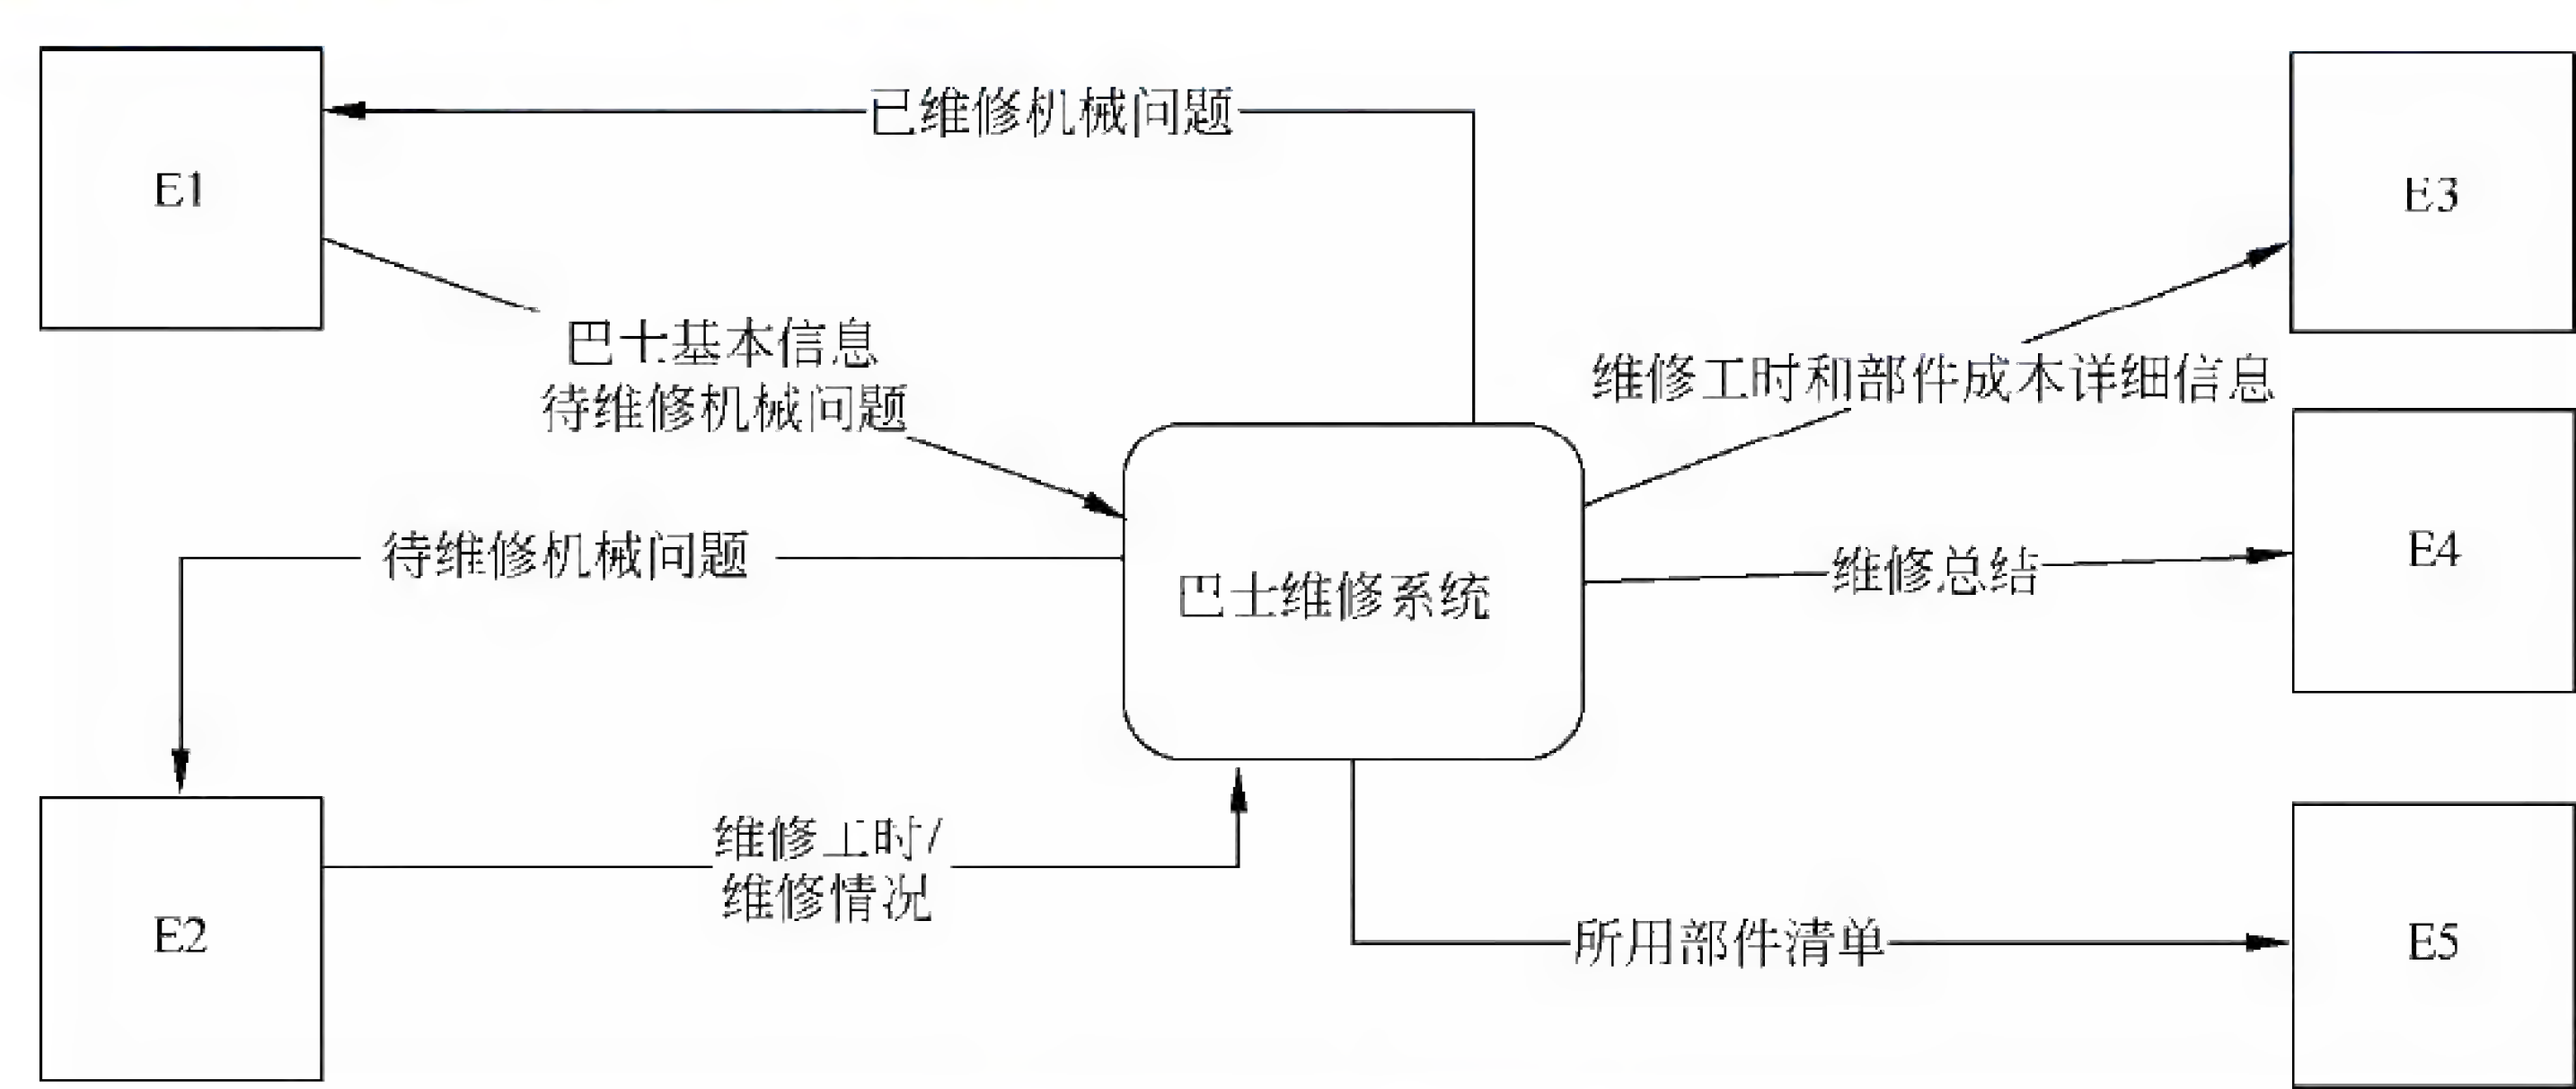 已维修机械问题
E1
E3
巴士基本信息
待维修机械问题
维修工时和部件成本详细信息
待维修机械问题
巴士维修系统
维修总结
E4
维修工时/
维修情况
E2
所用部件清单
E5